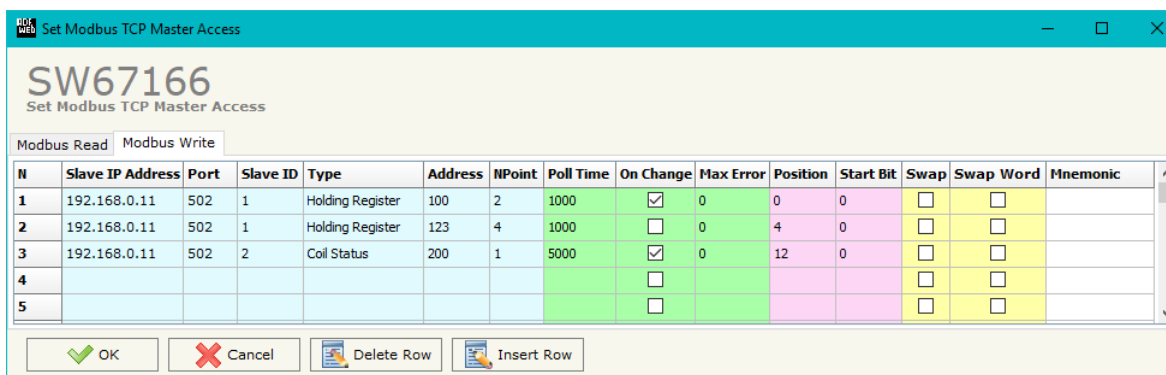 ADF WEB Set Modbus TCP Master Access
SW67166
Set Modbus TCP Master Access
Modbus Read Modbus Write
N Slave IP Address Port Slave ID Type Address NPoint Poll Time On Change Max Error Position Start Bit Swap Swap Word Mnemonic
1 192.168.0.11 502 1 Holding Register 100 2 1000 0 0 0
2 192.168.0.11 502 1 Holding Register 123 4 1000 0 4 0
3 192.168.0.11 502 2 Coil Status 200 1 5000 0 12 0
4
5
OK Cancel Delete Row Insert Row